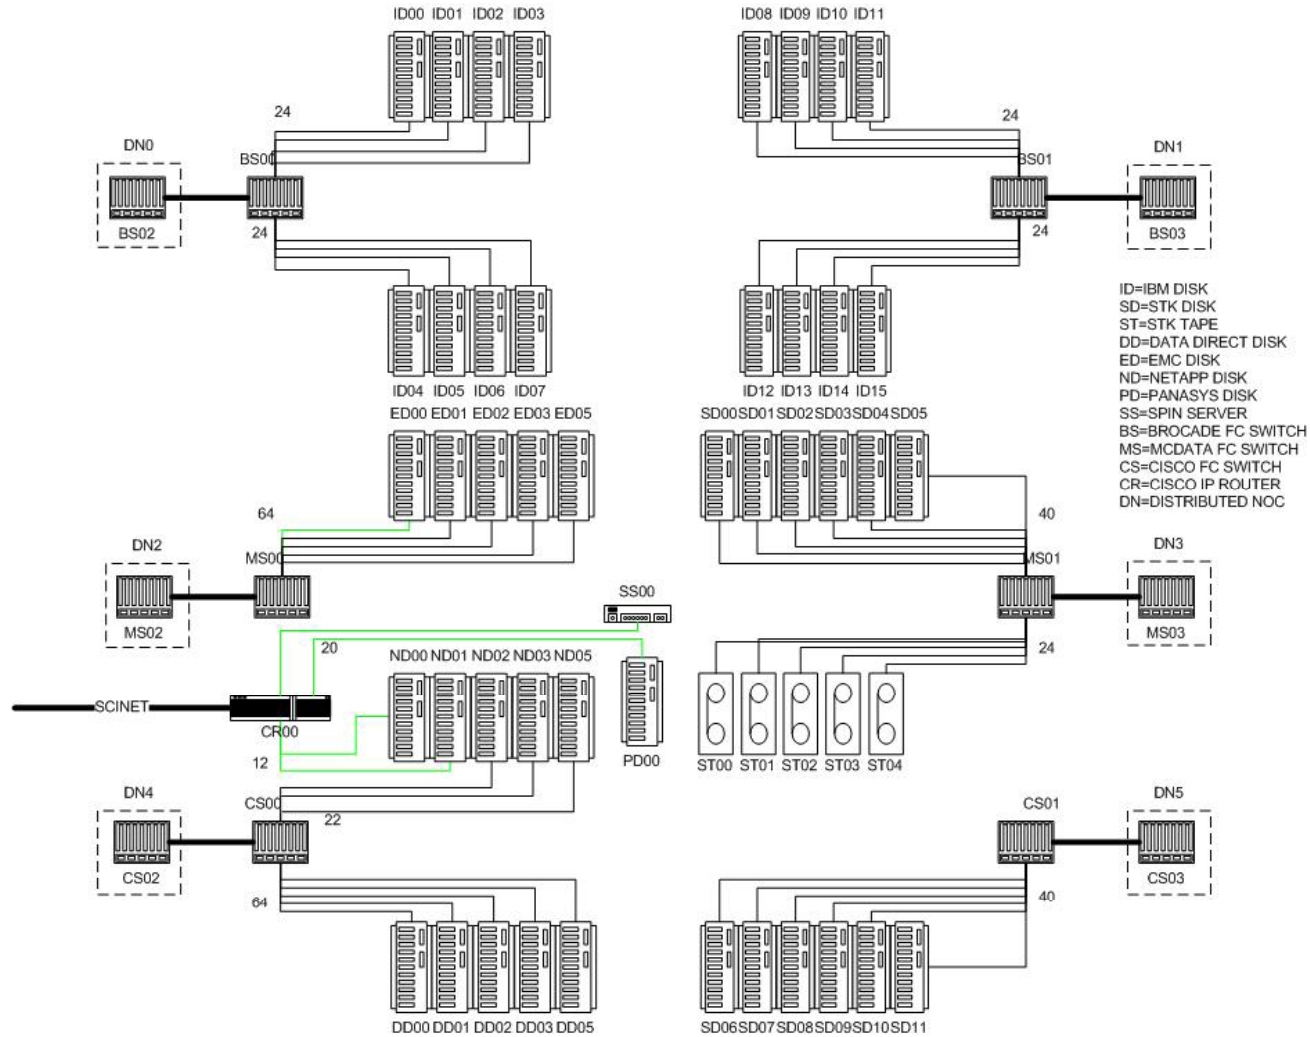 ID00 ID01 ID02 ID03
ID08 ID09 ID10 ID11
24
24
DN0
BS00
BS01
DN1
BS02
24
24
BS03
ID04 ID05 ID06 ID07
ID12 ID13 ID14 ID15
ID=IBM DISK
SD=STK DISK
ST=STK TAPE
DD=DATA DIRECT DISK
ED=EMC DISK
ND=NETAPP DISK
PD=PANASYS DISK
SS=SPIN SERVER
BS=BROCADE FC SWITCH
MS=MCDATA FC SWITCH
CS=CISCO FC SWITCH
CR=CISCO IP ROUTER
DN=DISTRIBUTED NOC
ED00 ED01 ED02 ED03 ED05
SD00 SD01 SD02 SD03 SD04 SD05
64
40
DN2
MS00
MS01
DN3
MS02
SS00
MS03
20
24
ND00 ND01 ND02 ND03 ND05
SCINET
CR00
PD00
ST00 ST01 ST02 ST03 ST04
12
DN4
CS00
22
CS01
DN5
CS02
CS03
64
40
DD00 DD01 DD02 DD03 DD05
SD06 SD07 SD08 SD09 SD10 SD11